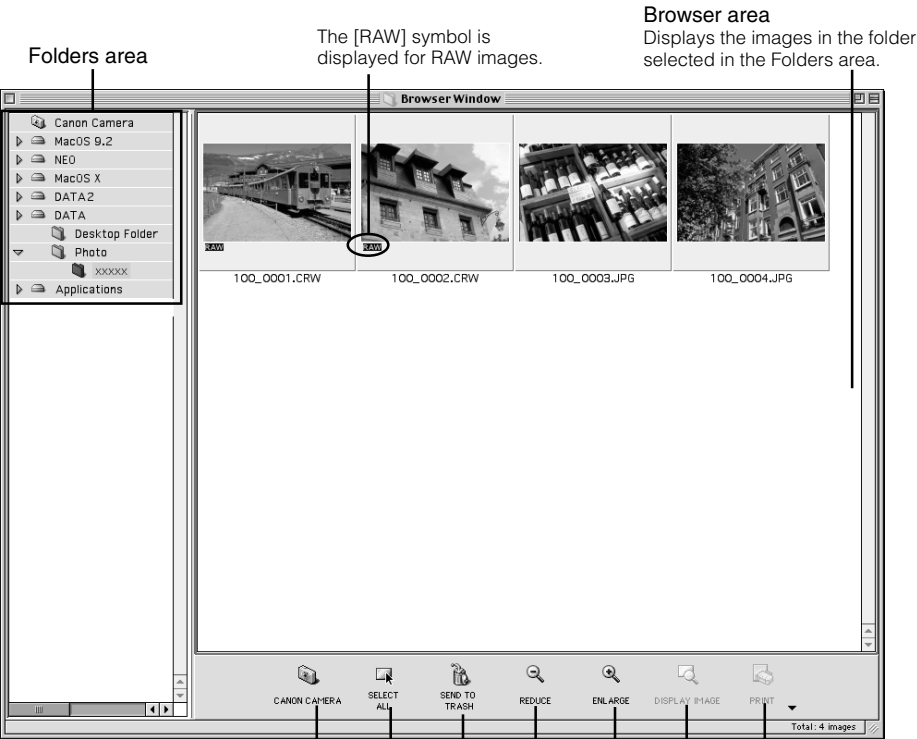 Folders area
The [RAW] symbol is
displayed for RAW images.
Browser area
Displays the images in the folder
selected in the Folders area.
Browser Window
Canon Camera
MacOS 9.2
NEO
MacOS X
DATA2
DATA
Desktop Folder
Photo
xxxxx
Applications
RAW
RAW
100_0001.CRW
100_0002.CRW
100_0003.JPG
100_0004.JPG
CANON CAMERA
SELECT
ALL
SEND TO
TRASH
REDUCE
ENLARGE
DISPLAY IMAGE
PRINT
Total: 4 images